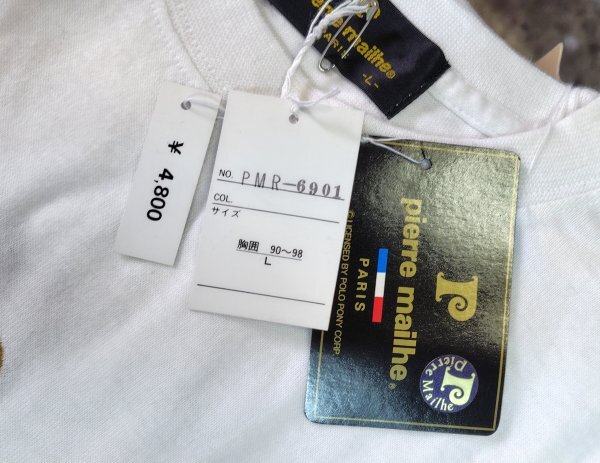 pierre mailhe®
PARIS
-L-
¥4,800
NO. PMR-6901
COL.
サイズ
胸囲 90～98
L
P
pierre mailhe®
PARIS
© LICENSED BY POLO PONY CORP.
P
pierre
Mailhe